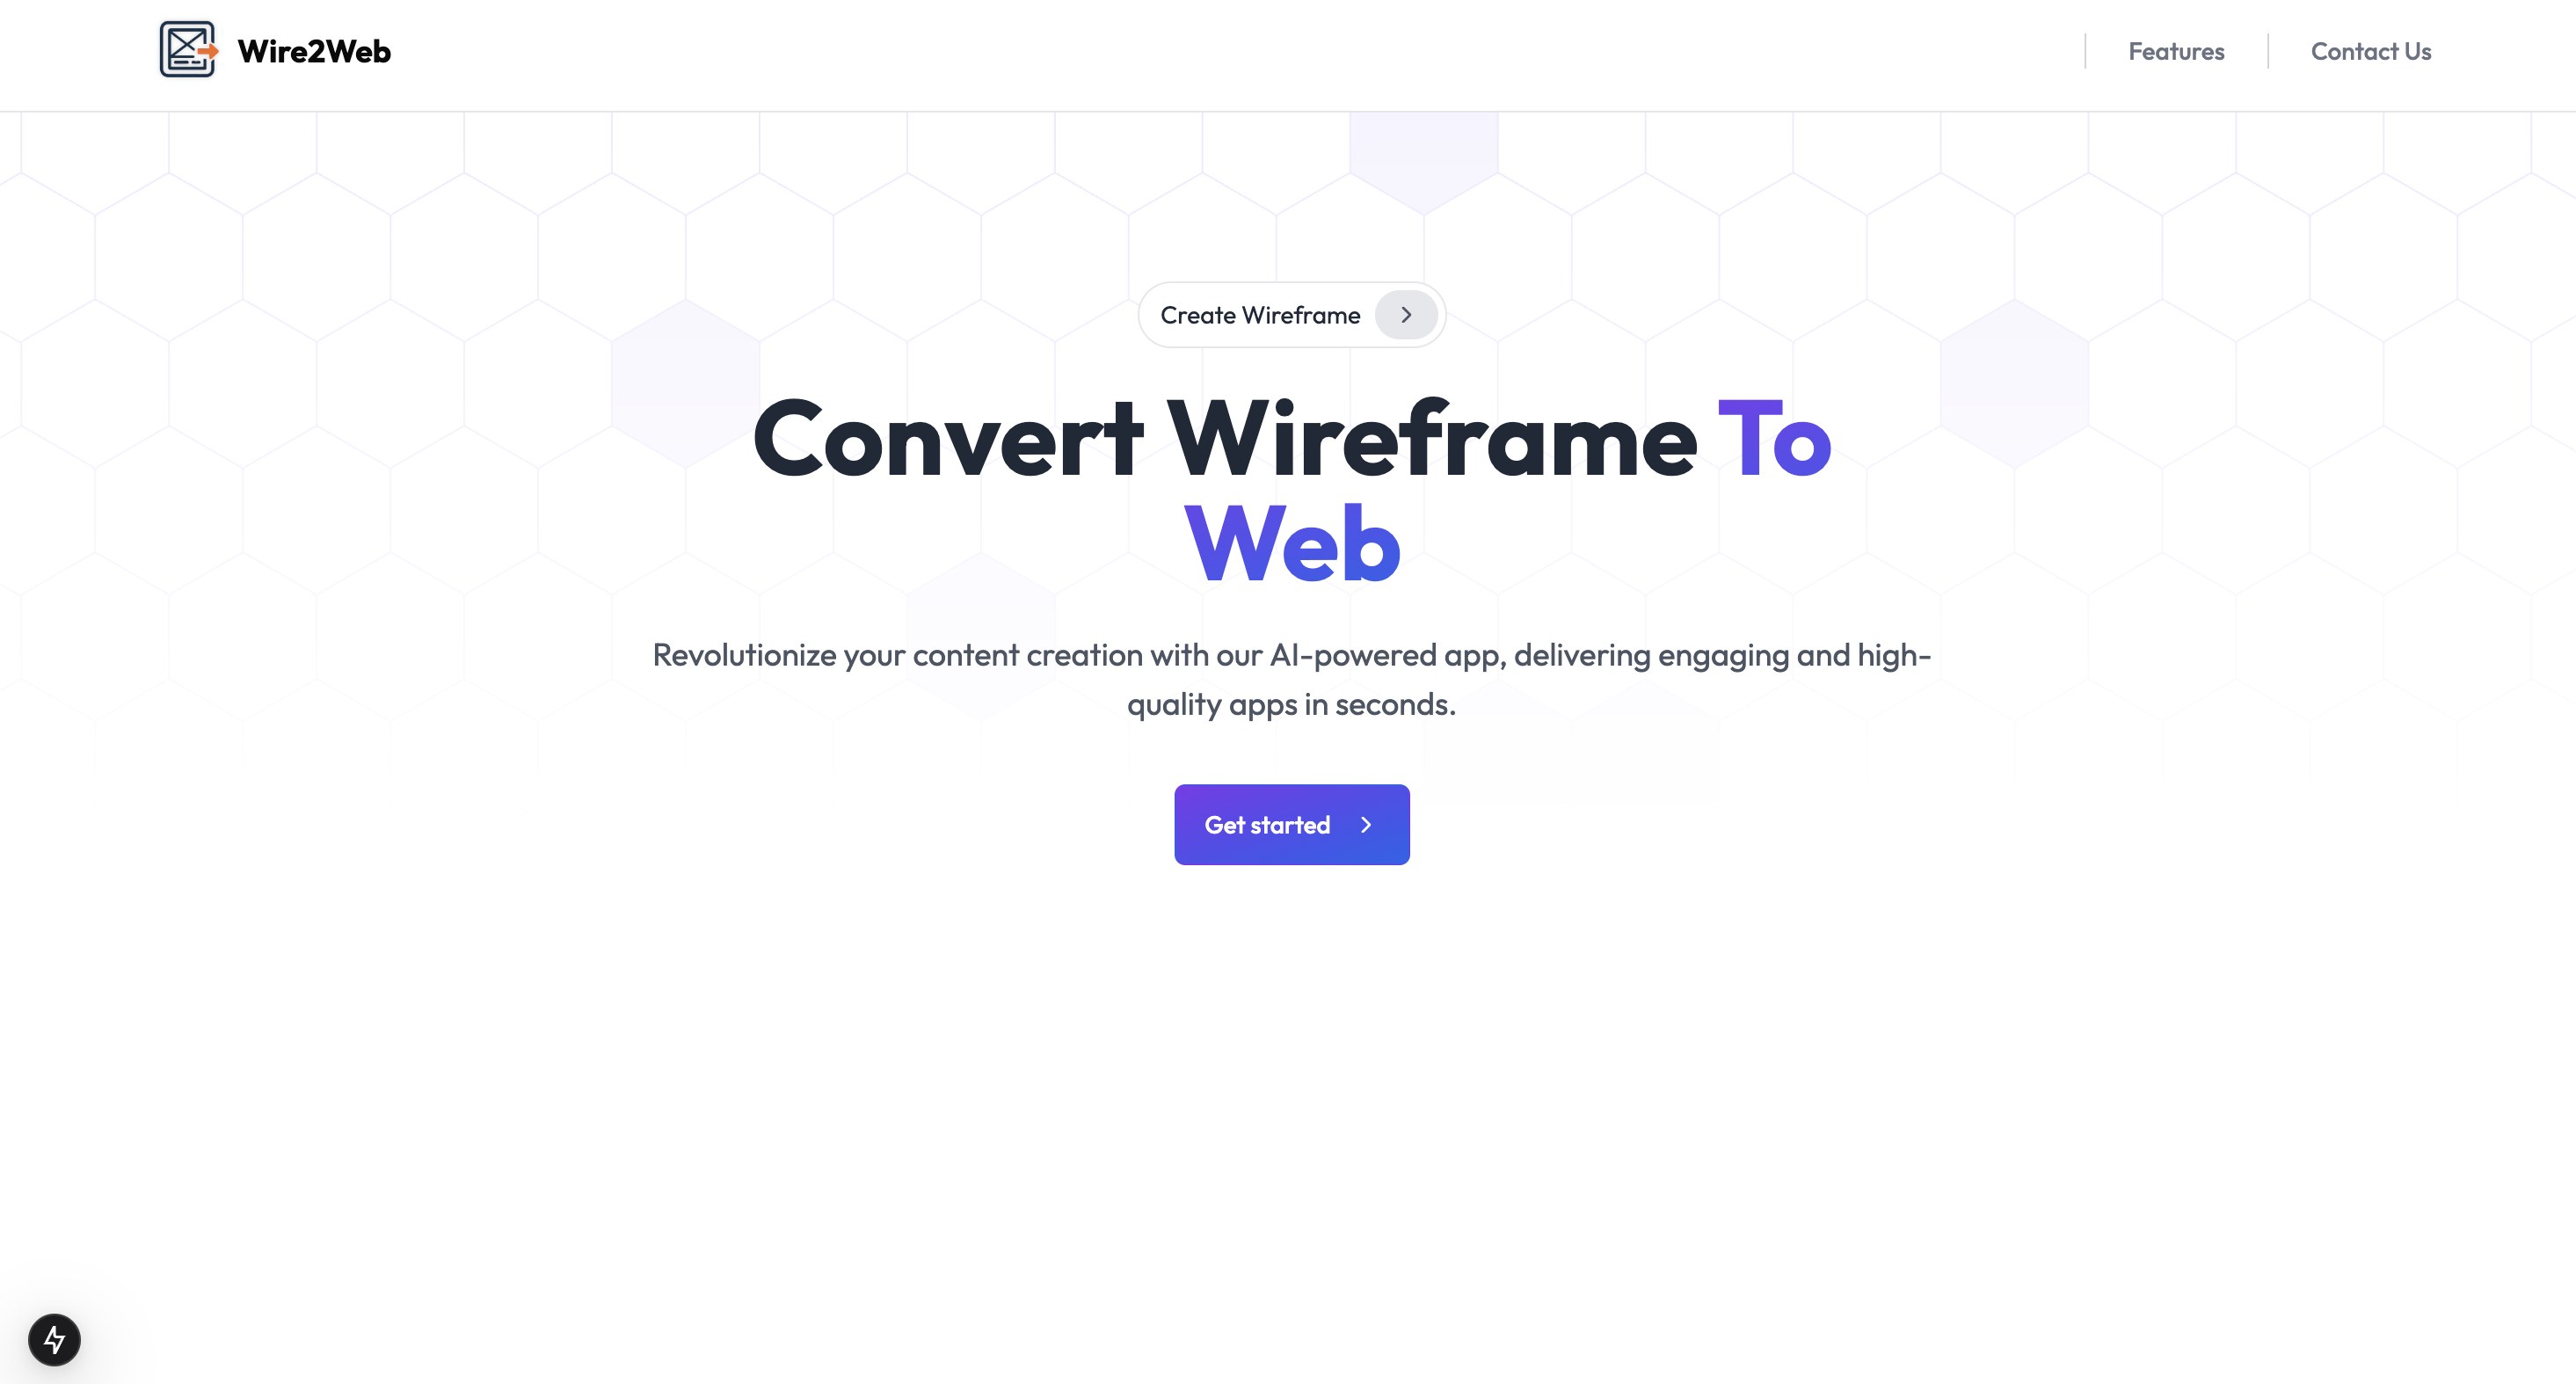 Wire2Web
Features
Contact Us
Create Wireframe
Convert Wireframe To
Web
Revolutionize your content creation with our AI-powered app, delivering engaging and high-
quality apps in seconds.
Get started